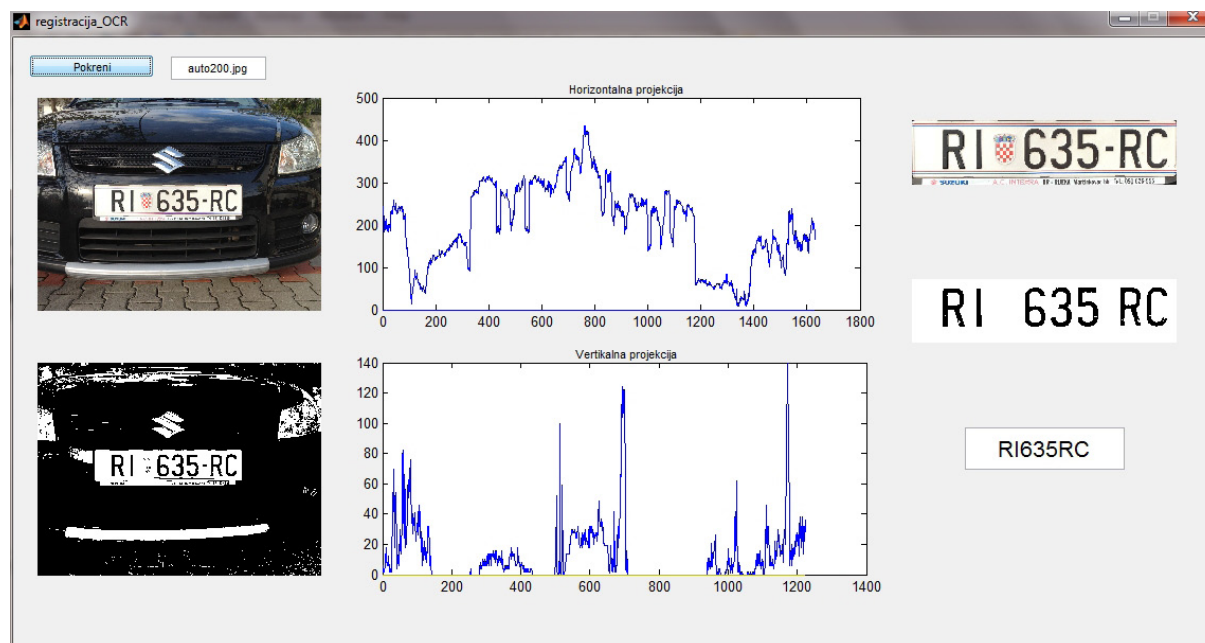 registracija_OCR
Pokreni
auto200.jpg
Horizontalna projekcija
500
400
300
200
100
0
0 200 400 600 800 1000 1200 1400 1600 1800
RI 635-RC
RI 635-RC
SUZUKI
RI 635 RC
Vertikalna projekcija
140
120
100
80
60
40
20
0
0 200 400 600 800 1000 1200 1400
RI 635-RC
RI635RC